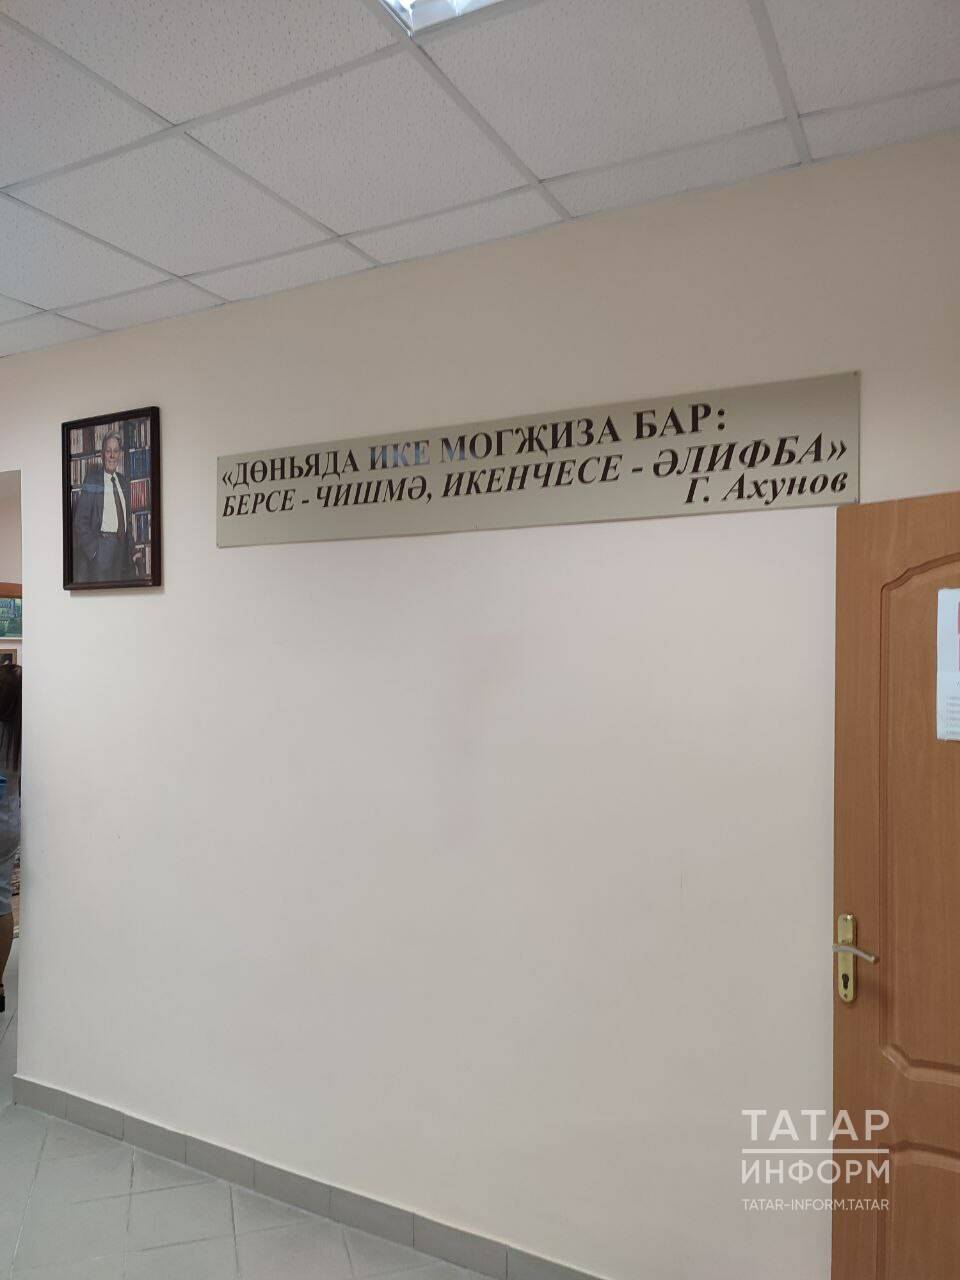 «ДӨНЬЯДА ИКЕ МОГҖИЗА БАР:
БЕРСЕ - ЧИШМӘ, ИКЕНЧЕСЕ - ӘЛИФБА»
Г. Ахунов
ТАТАР
ИНФОРМ
TATAR-INFORM.TATAR